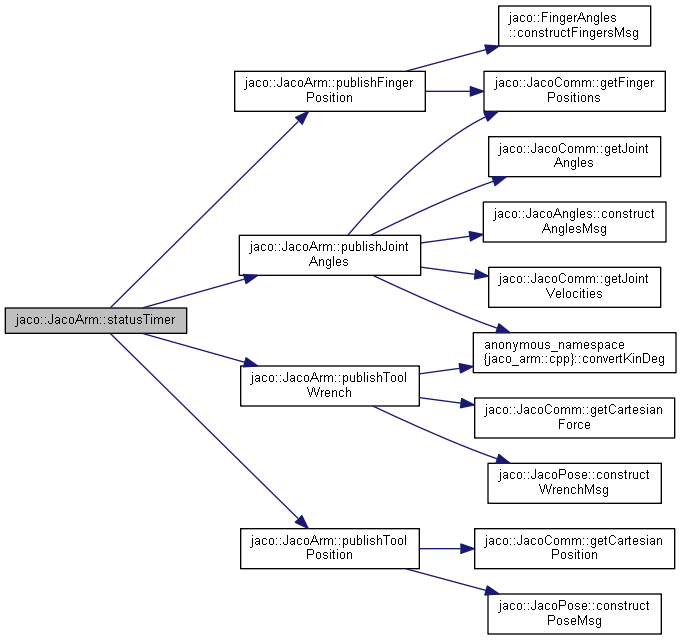 jaco::FingerAngles
::constructFingersMsg
jaco::JacoArm::publishFinger
Position
jaco::JacoComm::getFinger
Positions
jaco::JacoComm::getJoint
Angles
jaco::JacoAngles::construct
AnglesMsg
jaco::JacoArm::publishJoint
Angles
jaco::JacoComm::getJoint
Velocities
jaco::JacoArm::statusTimer
anonymous_namespace
{jaco_arm::cpp}::convertKinDeg
jaco::JacoArm::publishTool
Wrench
jaco::JacoComm::getCartesian
Force
jaco::JacoPose::construct
WrenchMsg
jaco::JacoArm::publishTool
Position
jaco::JacoComm::getCartesian
Position
jaco::JacoPose::construct
PoseMsg